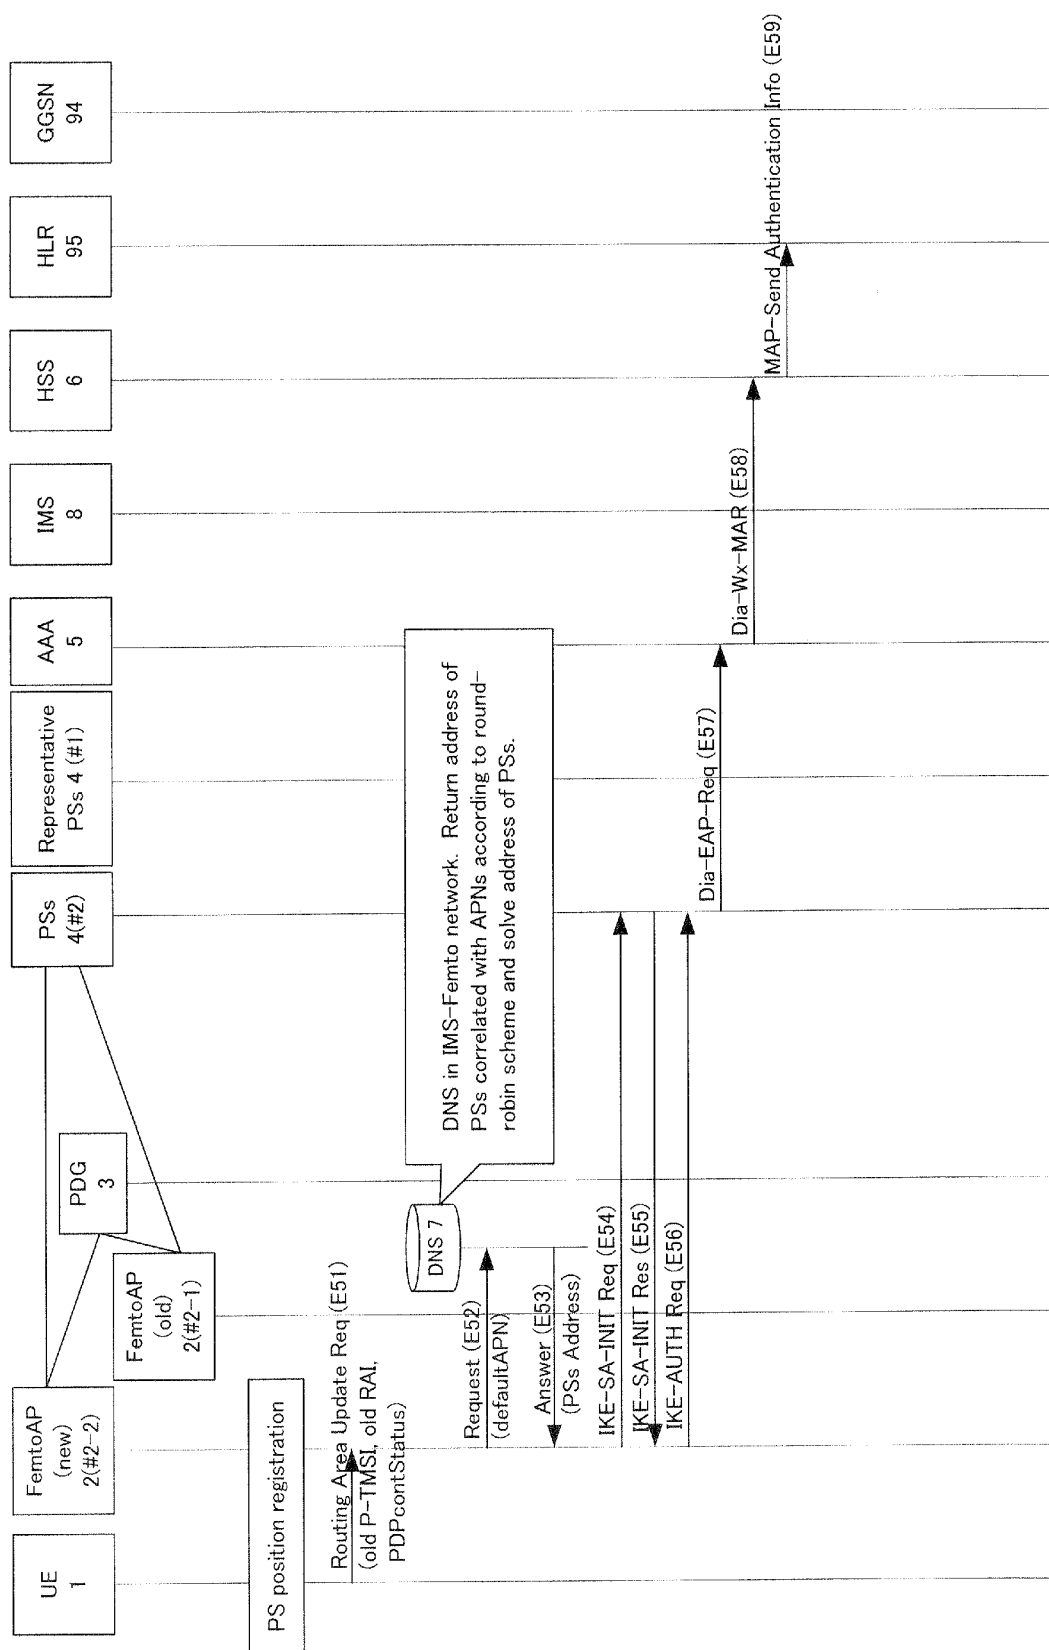 UE
1
FemtoAP
(new)
2(#2-2)
FemtoAP
(old)
2(#2-1)
PDG
3
PSs
4(#2)
Representative
PSs 4 (#1)
AAA
5
IMS
8
HSS
6
HLR
95
GGSN
94
PS position registration
Routing Area Update Req (E51)
(old P-TMSI, old RAI,
PDPcontStatus)
DNS 7
DNS in IMS-Femto network. Return address of
PSs correlated with APNs according to round-
robin scheme and solve address of PSs.
Request (E52)
(defaultAPN)
Answer (E53)
(PSs Address)
IKE-SA-INIT Req (E54)
IKE-SA-INIT Res (E55)
IKE-AUTH Req (E56)
Dia-EAP-Req (E57)
Dia-Wx-MAR (E58)
MAP-Send Authentication Info (E59)